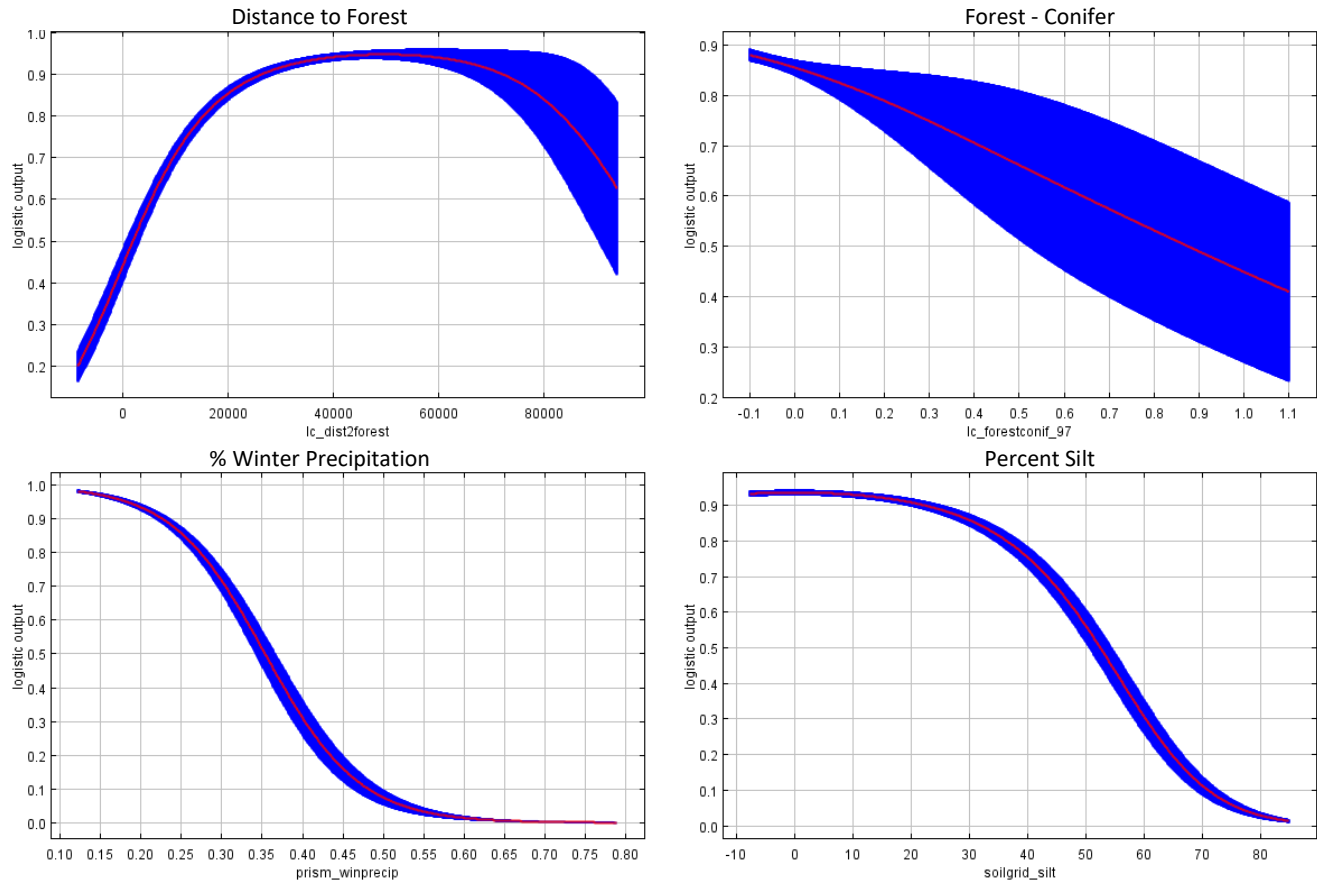 Distance to Forest
1.0
0.9
0.8
0.7
0.6
0.5
0.4
0.3
0.2
logistic output
0 20000 40000 60000 80000
lc_dist2forest
Forest - Conifer
0.9
0.8
0.7
0.6
0.5
0.4
0.3
0.2
logistic output
-0.1 0.0 0.1 0.2 0.3 0.4 0.5 0.6 0.7 0.8 0.9 1.0 1.1
lc_forestconif_97
% Winter Precipitation
1.0
0.9
0.8
0.7
0.6
0.5
0.4
0.3
0.2
0.1
0.0
logistic output
0.10 0.15 0.20 0.25 0.30 0.35 0.40 0.45 0.50 0.55 0.60 0.65 0.70 0.75 0.80
prism_winprecip
Percent Silt
0.9
0.8
0.7
0.6
0.5
0.4
0.3
0.2
0.1
0.0
logistic output
-10 0 10 20 30 40 50 60 70 80
soilgrid_silt